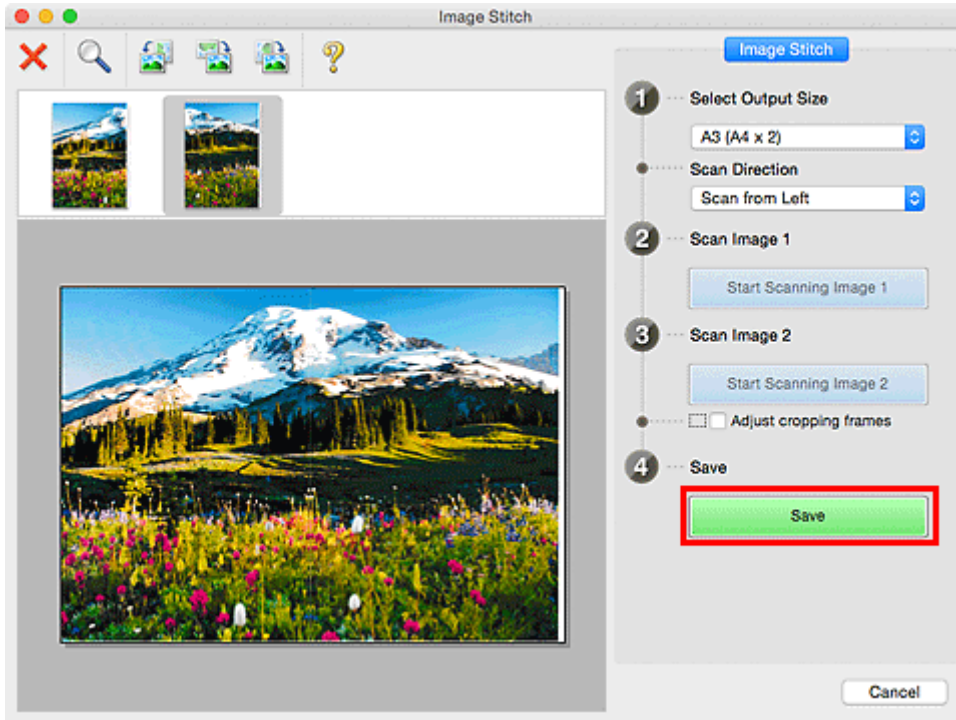 Image Stitch
?
Image Stitch
1 Select Output Size
A3 (A4 x 2)
Scan Direction
Scan from Left
2 Scan Image 1
Start Scanning Image 1
3 Scan Image 2
Start Scanning Image 2
Adjust cropping frames
4 Save
Save
Cancel